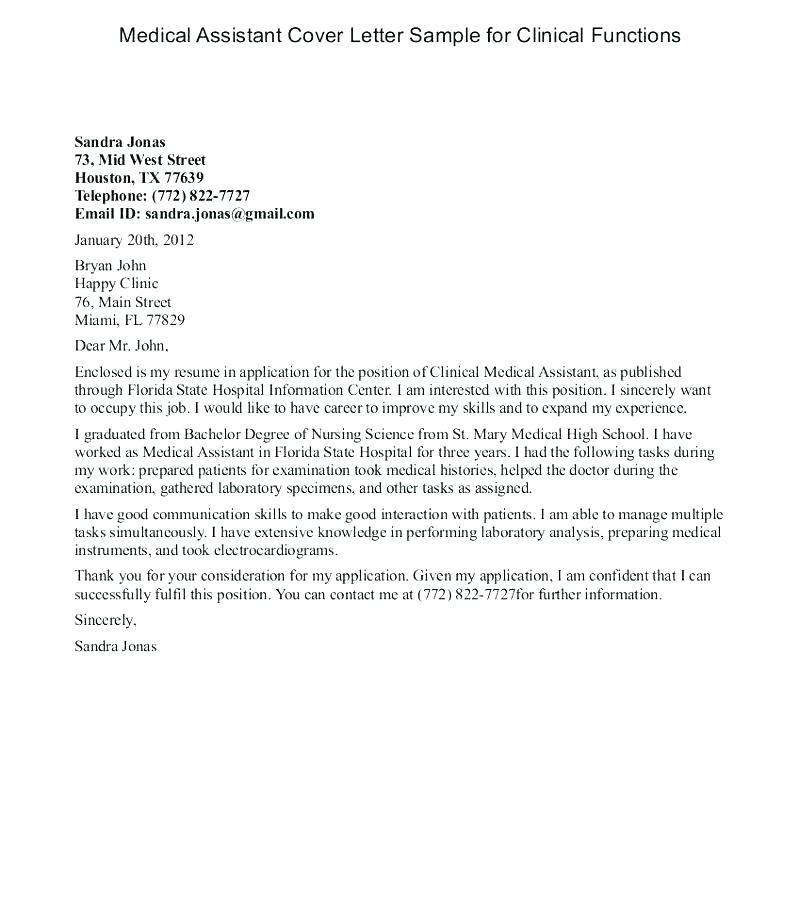 Medical Assistant Cover Letter Sample for Clinical Functions
Sandra Jonas
73, Mid West Street
Houston, TX 77639
Telephone: (772) 822-7727
Email ID: sandra.jonas@gmail.com
January 20th, 2012
Bryan John
Happy Clinic
76, Main Street
Miami, FL 77829
Dear Mr. John,
Enclosed is my resume in application for the position of Clinical Medical Assistant, as published
through Florida State Hospital Information Center. I am interested with this position. I sincerely want
to occupy this job. I would like to have career to improve my skills and to expand my experience.
I graduated from Bachelor Degree of Nursing Science from St. Mary Medical High School. I have
worked as Medical Assistant in Florida State Hospital for three years. I had the following tasks during
my work: prepared patients for examination took medical histories, helped the doctor during the
examination, gathered laboratory specimens, and other tasks as assigned.
I have good communication skills to make good interaction with patients. I am able to manage multiple
tasks simultaneously. I have extensive knowledge in performing laboratory analysis, preparing medical
instruments, and took electrocardiograms.
Thank you for your consideration for my application. Given my application, I am confident that I can
successfully fulfil this position. You can contact me at (772) 822-7727for further information.
Sincerely,
Sandra Jonas